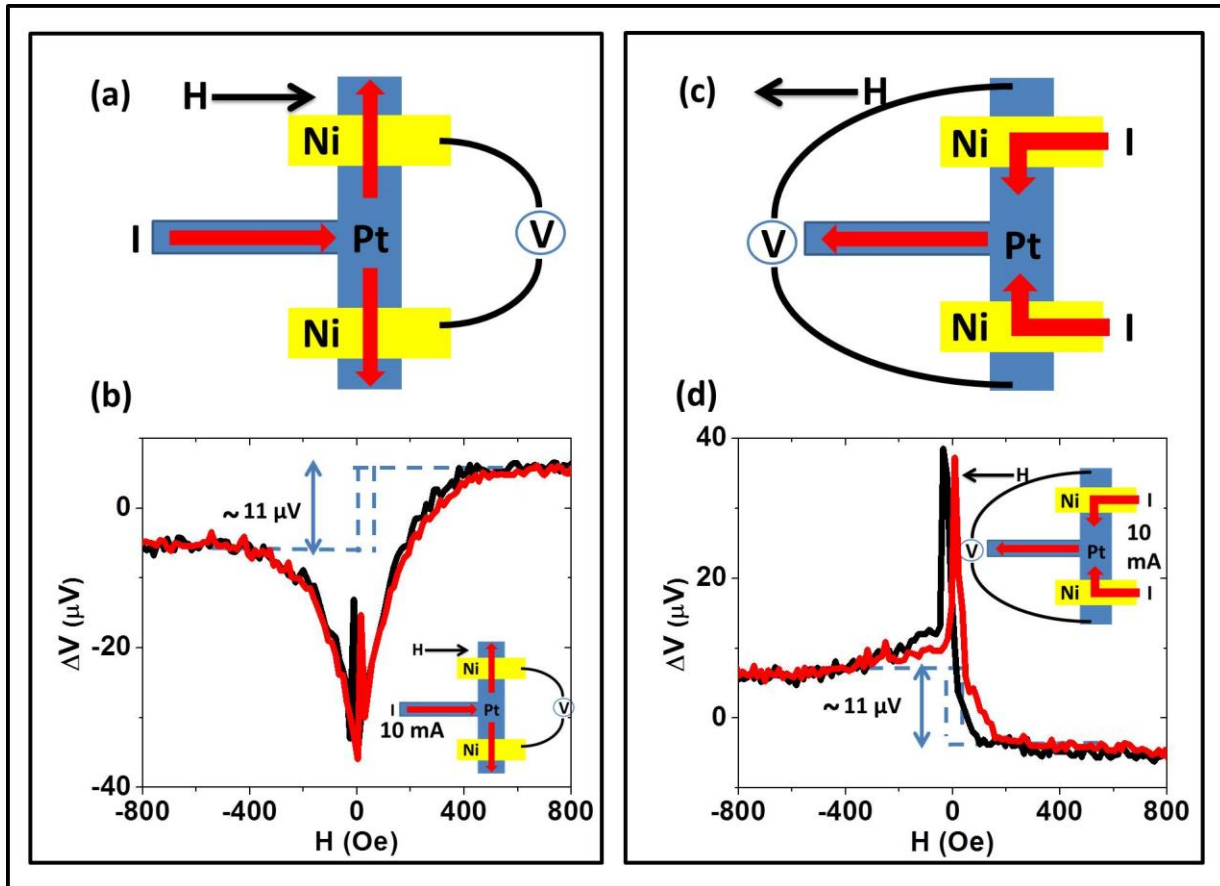 (a)
H
Ni
I
Pt
V
Ni
(b)
0
-20
-40
ΔV (μV)
~ 11 μV
H
Ni
I
Pt
V
10 mA
Ni
-800
-400
0
400
800
H (Oe)
(c)
H
Ni
I
V
Pt
Ni
I
(d)
40
20
0
ΔV (μV)
~ 11 μV
H
Ni
I
10
V
Pt
mA
Ni
I
-800
-400
0
400
800
H (Oe)